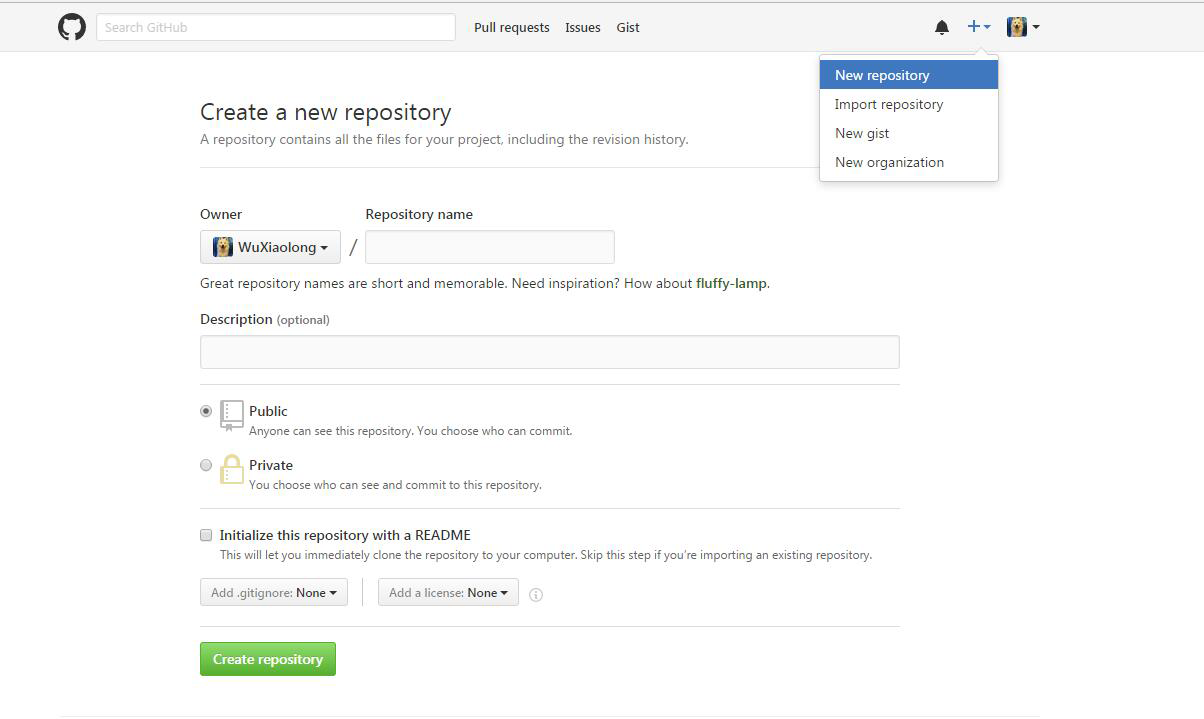 Search GitHub Pull requests Issues Gist
New repository
Import repository
New gist
New organization
Create a new repository
A repository contains all the files for your project, including the revision history.
Owner Repository name
WuXiaolong / 
Great repository names are short and memorable. Need inspiration? How about fluffy-lamp.
Description (optional)
Public
Anyone can see this repository. You choose who can commit.
Private
You choose who can see and commit to this repository.
Initialize this repository with a README
This will let you immediately clone the repository to your computer. Skip this step if you’re importing an existing repository.
Add .gitignore: None Add a license: None
Create repository